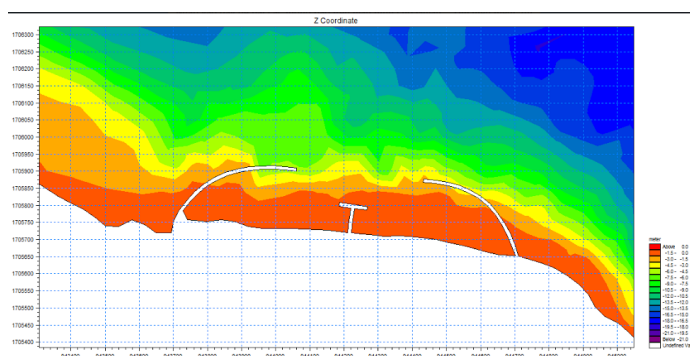 Z Coordinate
1706300
1706250
1706200
1706150
1706100
1706050
1706000
1705950
1705900
1705850
1705800
1705750
1705700
1705650
1705600
1705550
1705500
1705450
1705400
meter
Above 0.0
-1.5 - 0.0
-3.0 - -1.5
-4.5 - -3.0
-6.0 - -4.5
-7.5 - -6.0
-9.0 - -7.5
-10.5 - -9.0
-12.0 - -10.5
-13.5 - -12.0
-15.0 - -13.5
-16.5 - -15.0
-18.0 - -16.5
-19.5 - -18.0
-21.0 - -19.5
Below -21.0
Undefined Va